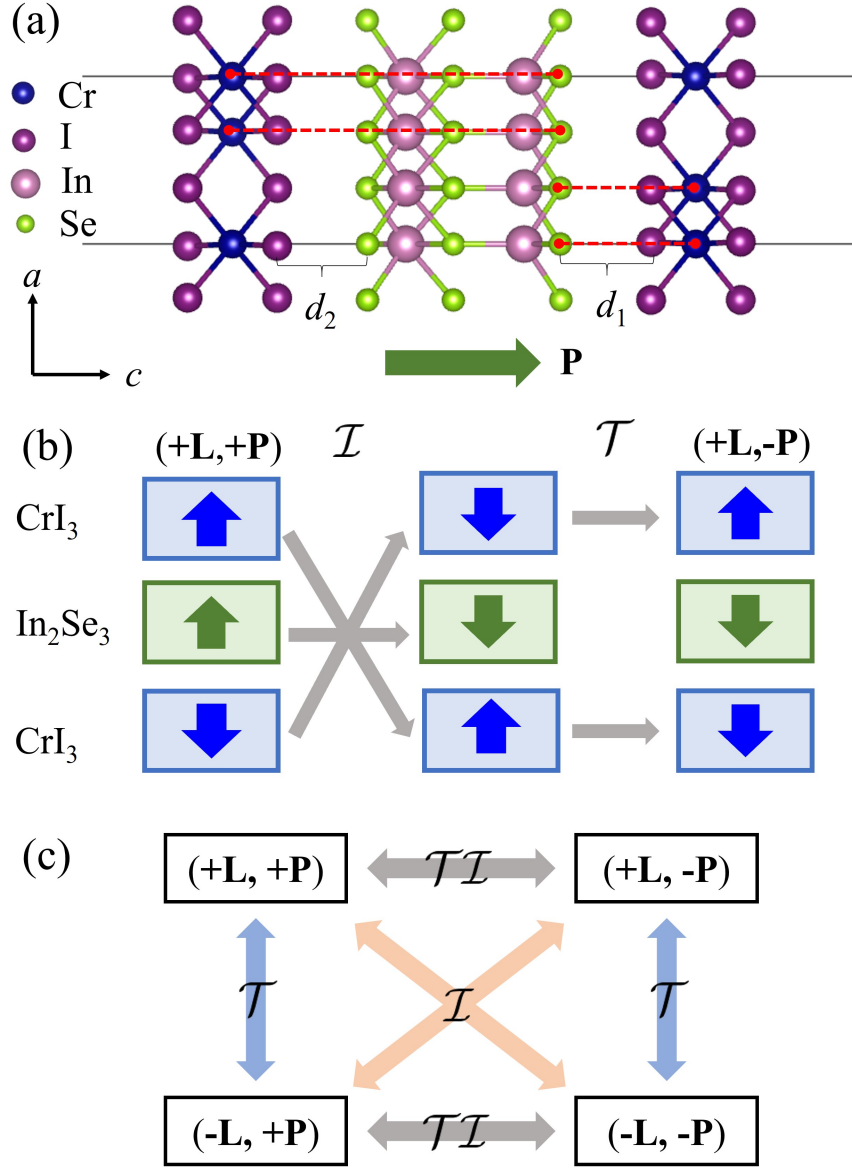 (a)
Cr
I
In
Se
d₂
d₁
a
c
P
(b)
(+L,+P)
ℐ
𝒯
(+L,-P)
CrI₃
In₂Se₃
CrI₃
(c)
(+L, +P)
𝒯ℐ
(+L, -P)
𝒯
ℐ
𝒯
(-L, +P)
𝒯ℐ
(-L, -P)